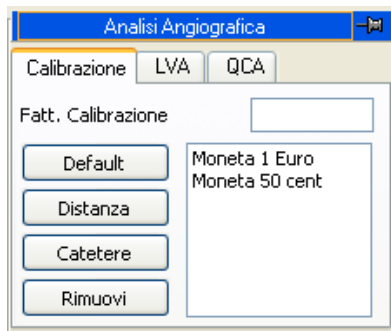 Analisi Angiografica
Calibrazione LVA QCA
Fatt. Calibrazione
Default
Distanza
Catetere
Rimuovi
Moneta 1 Euro
Moneta 50 cent